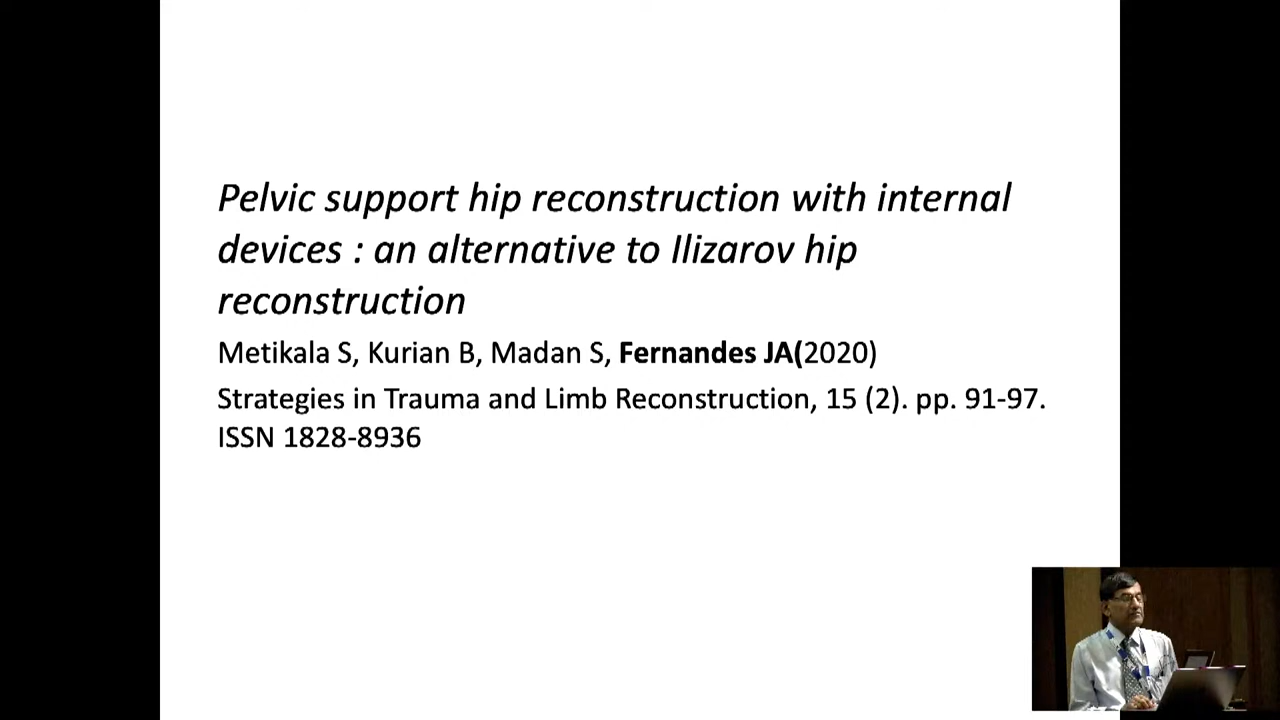 Pelvic support hip reconstruction with internal
devices : an alternative to Ilizarov hip
reconstruction
Metikala S, Kurian B, Madan S, Fernandes JA(2020)
Strategies in Trauma and Limb Reconstruction, 15 (2). pp. 91-97.
ISSN 1828-8936